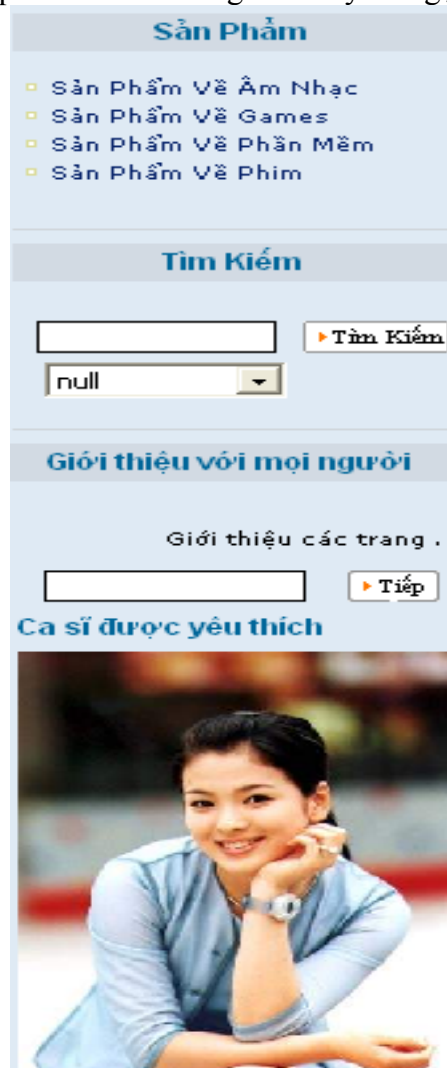 Sản Phẩm
Sản Phẩm Về Âm Nhạc
Sản Phẩm Về Games
Sản Phẩm Về Phần Mềm
Sản Phẩm Về Phim
Tìm Kiếm
Tìm Kiếm
null
Giới thiệu với mọi người
Giới thiệu các trang .
Tiếp
Ca sĩ được yêu thích